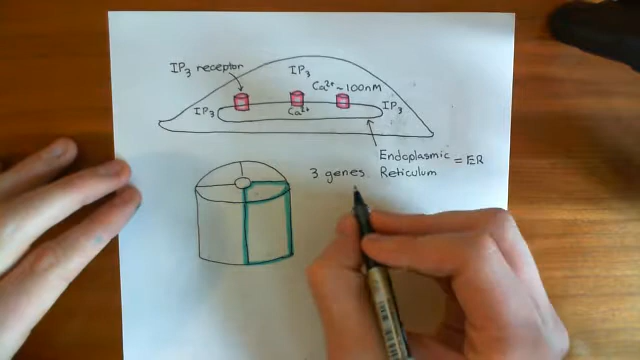 IP₃ receptor
IP₃
Ca²⁺ ~100nM
IP₃
Ca²⁺
IP₃
Endoplasmic = ER
Reticulum
3 genes